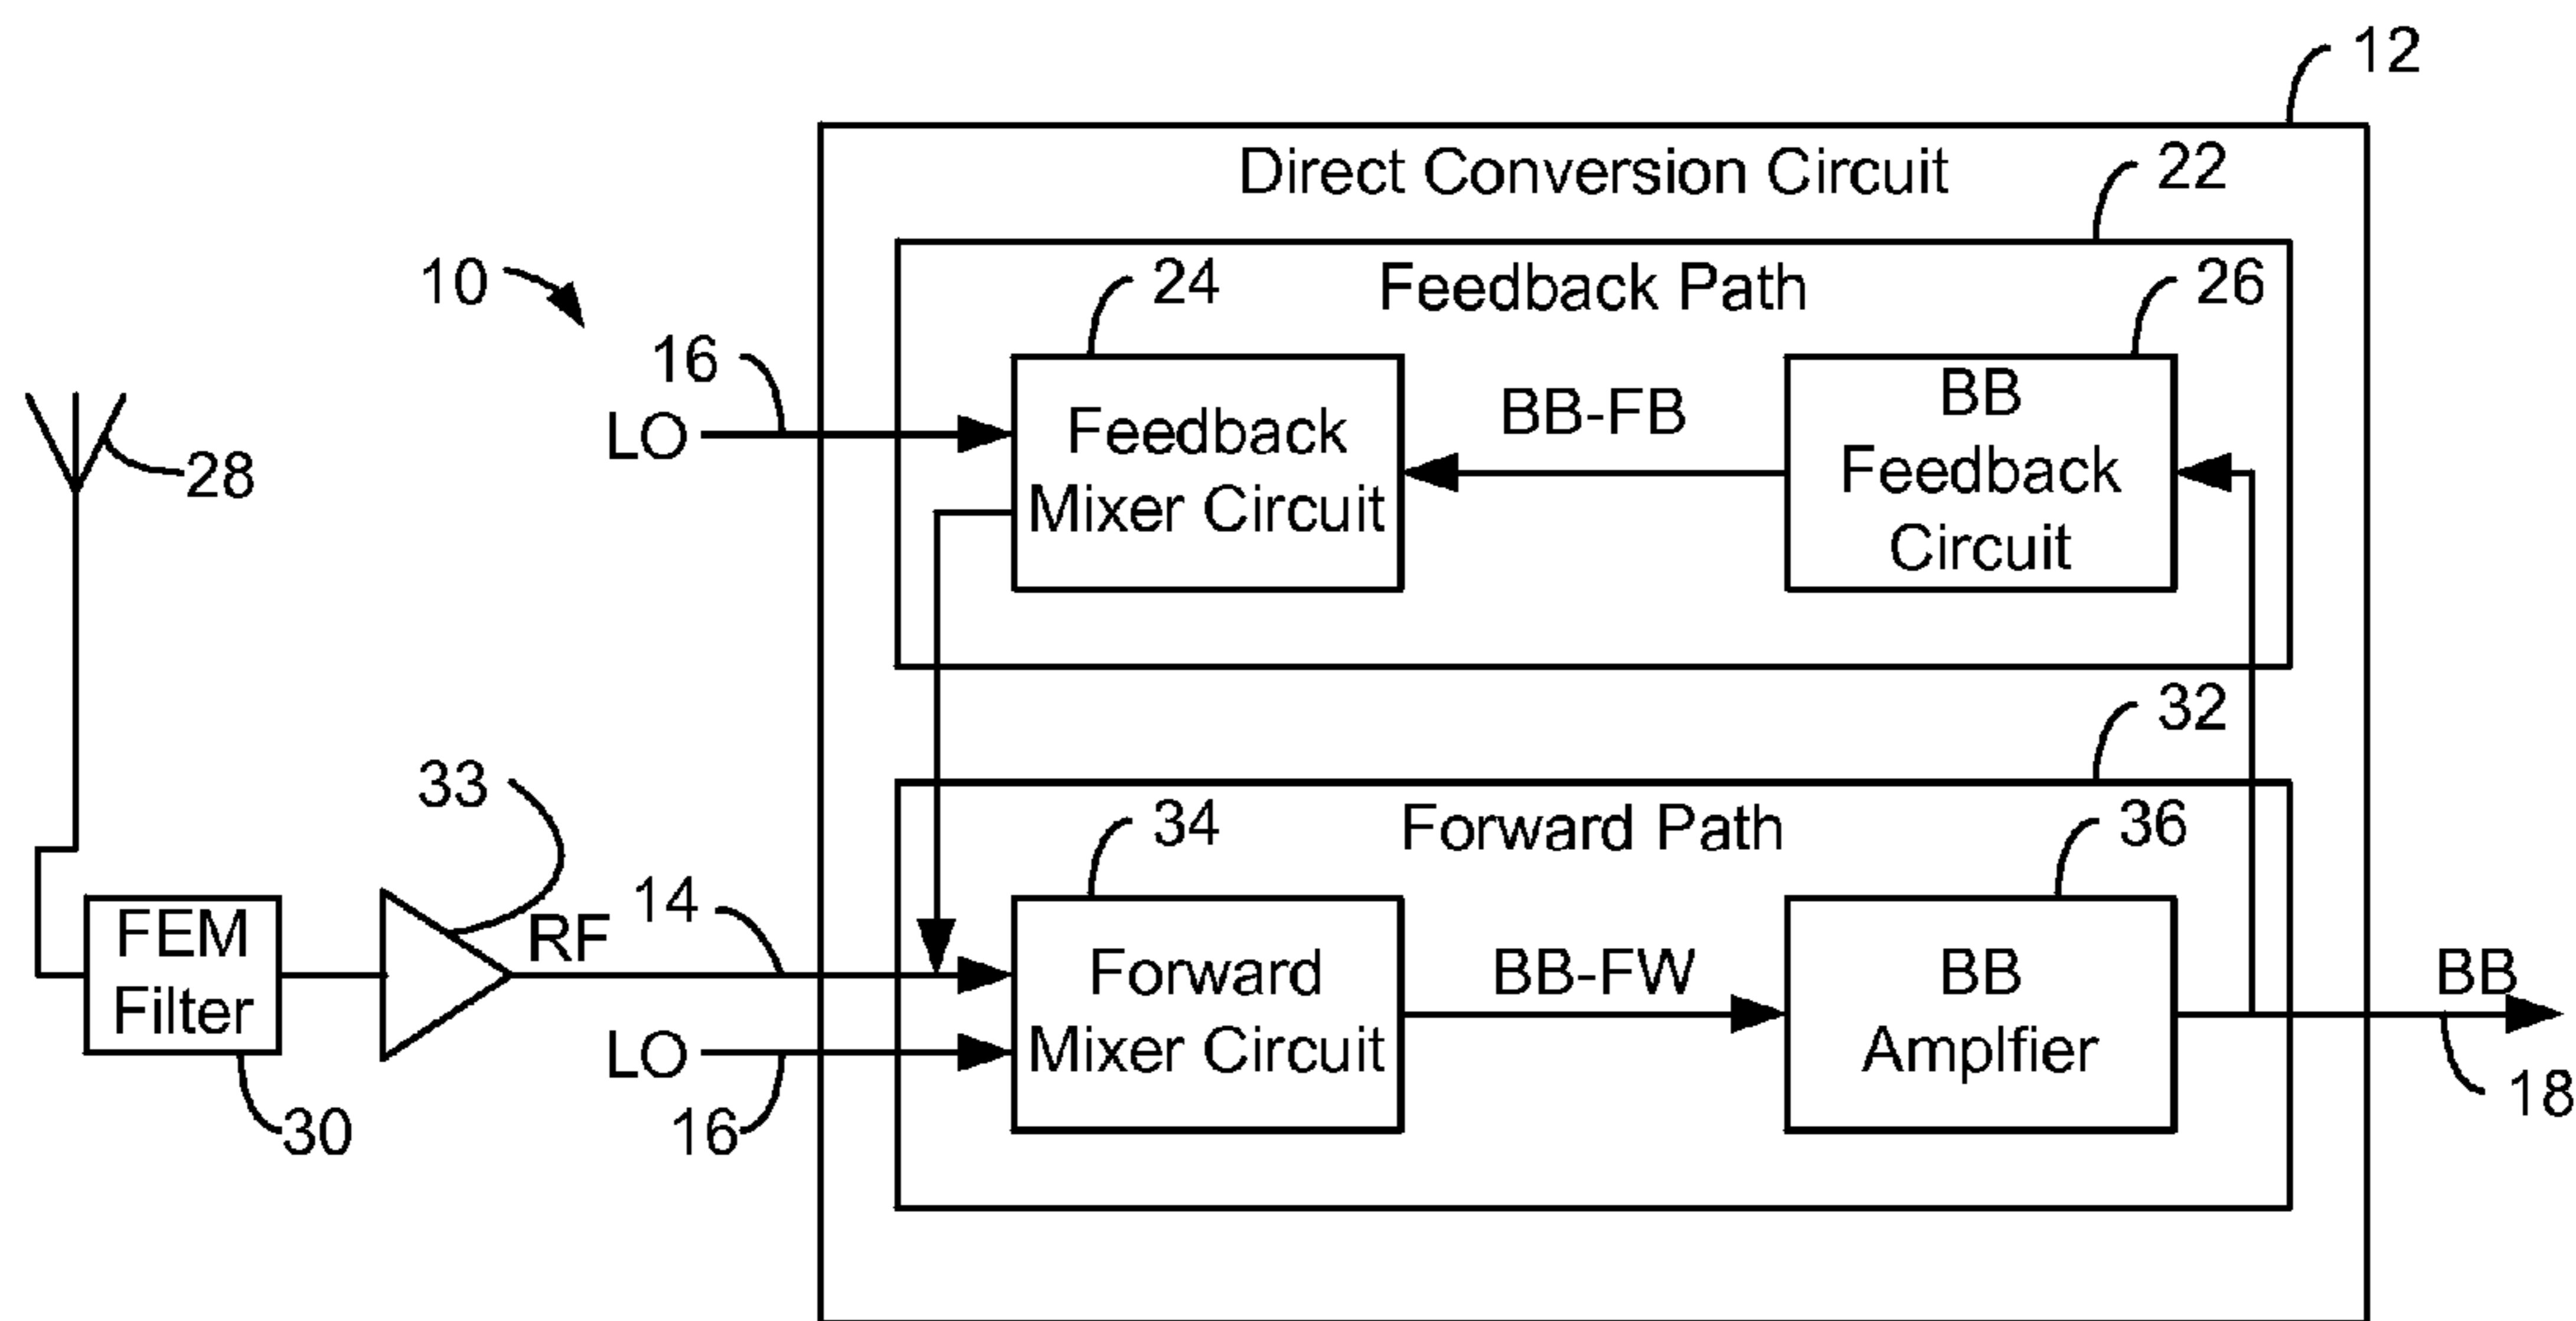 12
Direct Conversion Circuit
22
10
24
Feedback Path
26
16
LO
Feedback
Mixer Circuit
BB-FB
BB
Feedback
Circuit
28
32
33
34
Forward Path
36
14
RF
FEM
Filter
30
LO
16
Forward
Mixer Circuit
BB-FW
BB
Amplfier
BB
18